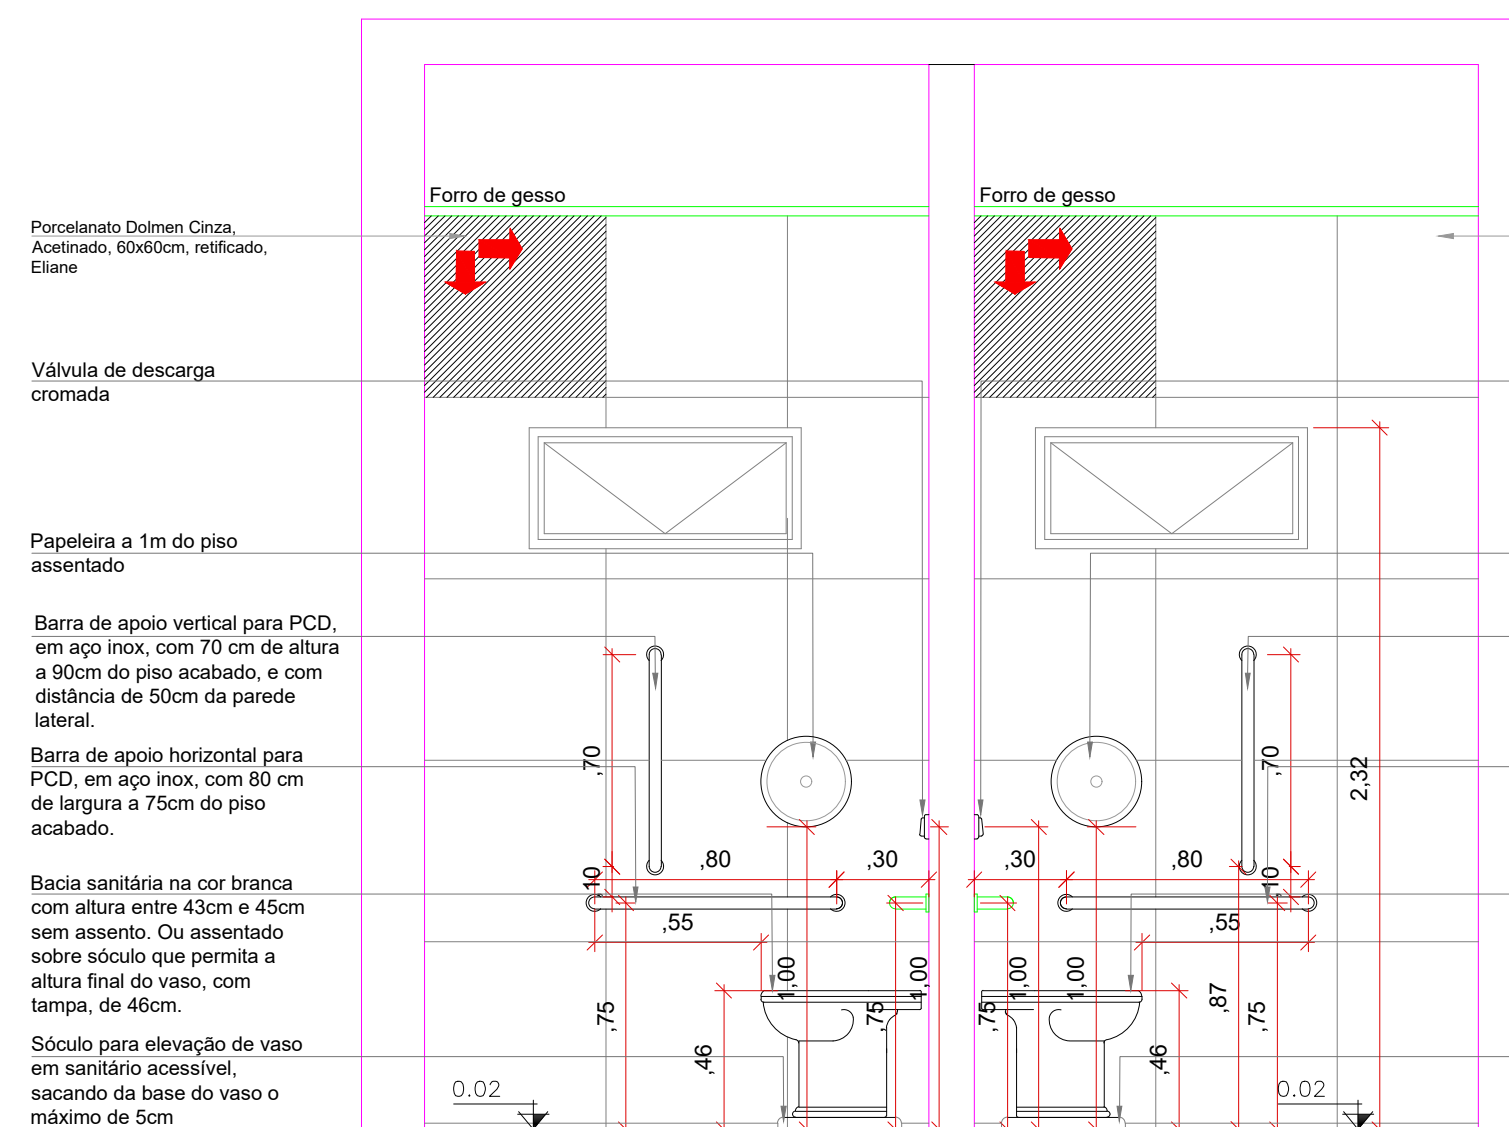 Forro de gesso
Forro de gesso
Porcelanato Dolmen Cinza,
Acetinado, 60x60cm, retificado,
Eliane
Válvula de descarga
cromada
Papeleira a 1m do piso
assentado
Barra de apoio vertical para PCD,
em aço inox, com 70 cm de altura
a 90cm do piso acabado, e com
distância de 50cm da parede
lateral.
Barra de apoio horizontal para
PCD, em aço inox, com 80 cm
de largura a 75cm do piso
acabado.
Bacia sanitária na cor branca
com altura entre 43cm e 45cm
sem assento. Ou assentado
sobre sóculo que permita a
altura final do vaso, com
tampa, de 46cm.
Sóculo para elevação de vaso
em sanitário acessível,
sacando da base do vaso o
máximo de 5cm
,70
,70
2,32
,80
,30
,30
,80
,10
,10
,55
,55
1,00
1,00
1,00
1,00
,75
,75
,75
,87
,75
,46
,46
0.02
0.02